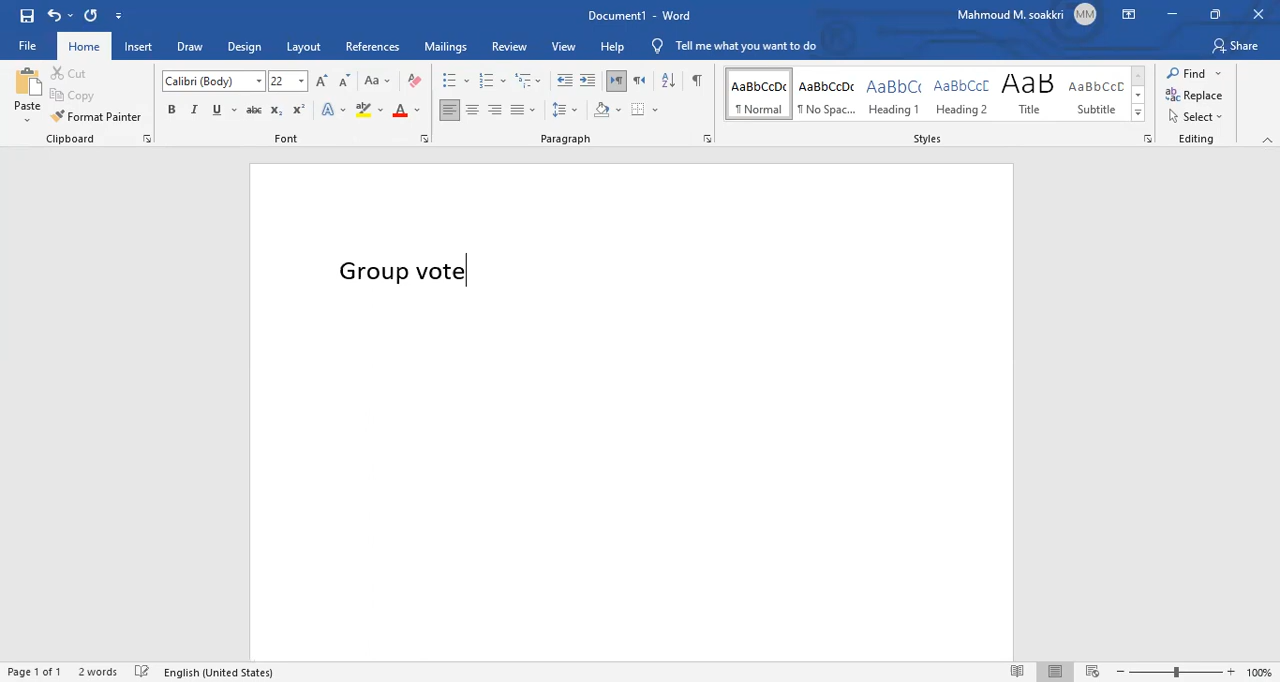 Document1 - Word
Mahmoud M. soakkri
MM
File
Home
Insert
Draw
Design
Layout
References
Mailings
Review
View
Help
Tell me what you want to do
Share
Paste
Cut
Copy
Format Painter
Clipboard
Calibri (Body)
22
Aa
B I U abc x₂ x² A A
Font
Paragraph
AaBbCcDc
¶ Normal
AaBbCcDc
¶ No Spac...
AaBbCc
Heading 1
AaBbCcC
Heading 2
AaB
Title
AaBbCcD
Subtitle
Styles
Find
Replace
Select
Editing
Group vote
Page 1 of 1
2 words
English (United States)
100%